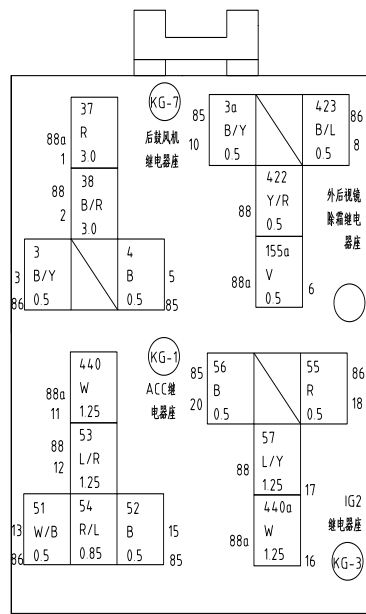 KG-7
后鼓风机
继电器座
37
R
3.0
88a
1
38
B/R
3.0
88
2
3
B/Y
0.5
3
86
4
B
0.5
5
85
3a
B/Y
0.5
85
10
423
B/L
0.5
86
8
422
Y/R
0.5
88
155a
V
0.5
88a
6
外后视镜
除霜继电
器座
KG-1
ACC继
电器座
440
W
1.25
88a
11
53
L/R
1.25
88
12
51
W/B
0.5
13
86
54
R/L
0.85
52
B
0.5
15
85
56
B
0.5
85
20
55
R
0.5
86
18
57
L/Y
1.25
88
17
440a
W
1.25
88a
16
IG2
继电器座
KG-3